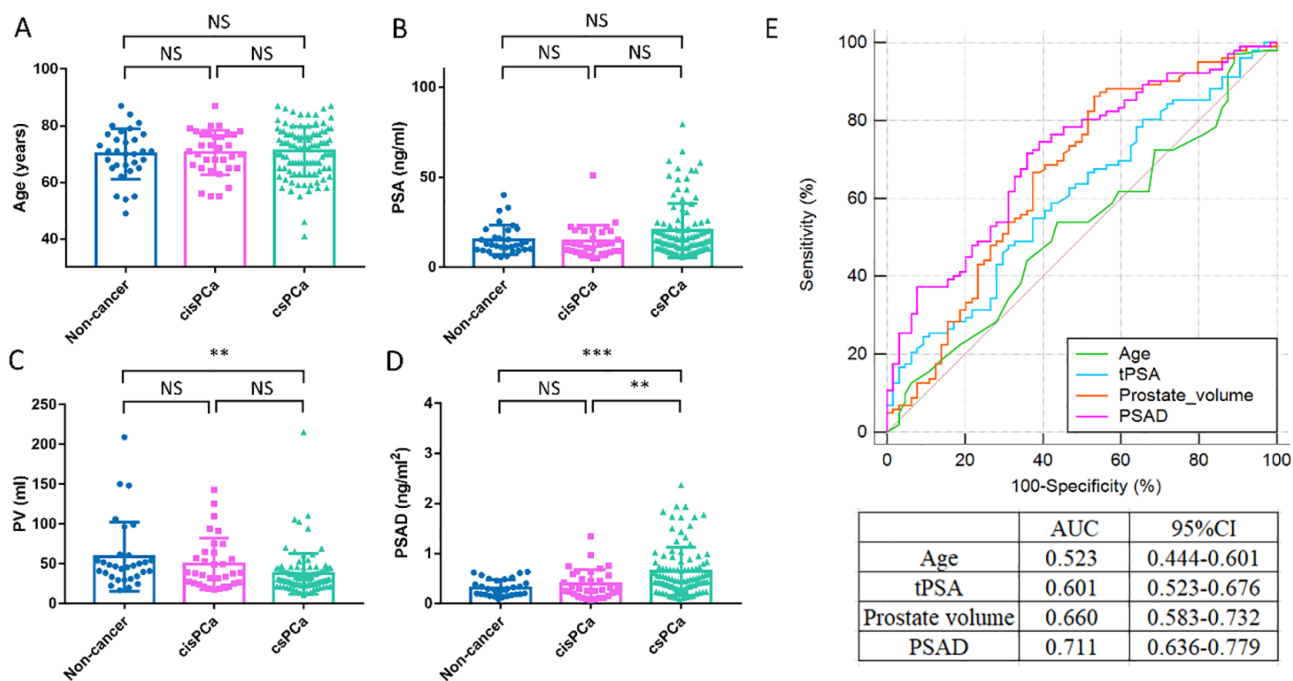 A
NS
NS
NS
Age (years)
100
80
60
40
Non-cancer
cisPCa
csPCa
B
NS
NS
NS
PSA (ng/ml)
100
50
0
Non-cancer
cisPCa
csPCa
C
**
NS
NS
PV (ml)
250
200
150
100
50
0
Non-cancer
cisPCa
csPCa
D
***
NS
**
PSAD (ng/ml²)
4
3
2
1
0
Non-cancer
cisPCa
csPCa
E
Sensitivity (%)
100
80
60
40
20
0
Age
tPSA
Prostate_volume
PSAD
0 20 40 60 80 100
100-Specificity (%)
AUC 95%CI
Age 0.523 0.444-0.601
tPSA 0.601 0.523-0.676
Prostate volume 0.660 0.583-0.732
PSAD 0.711 0.636-0.779